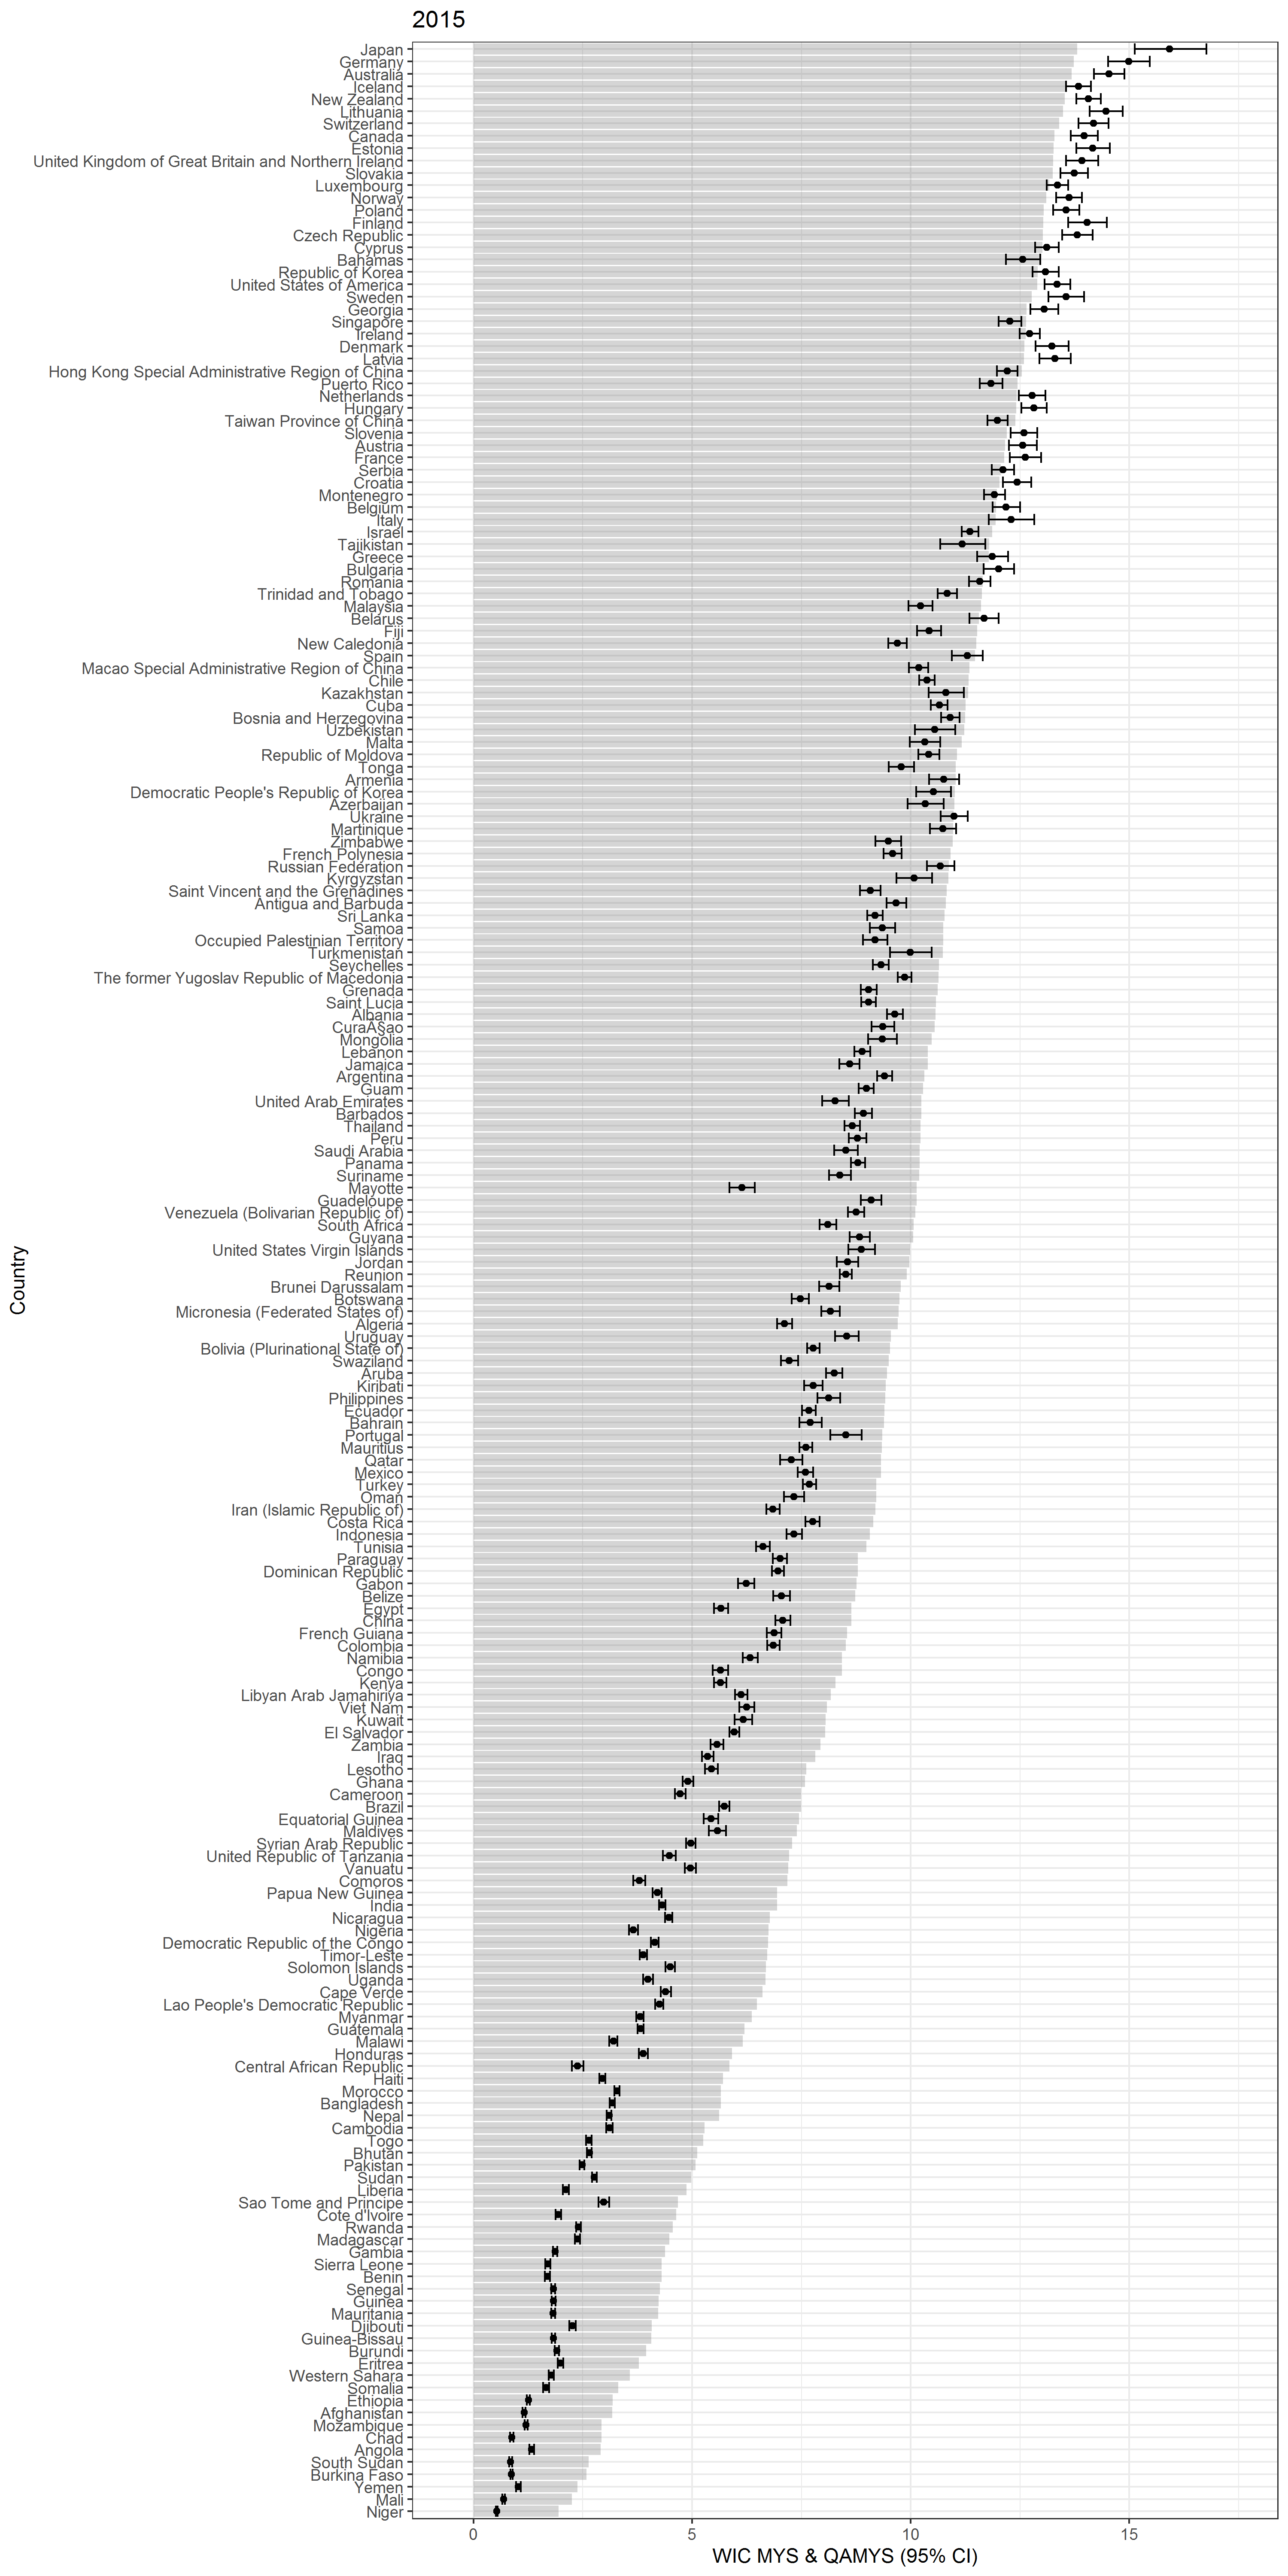 2015
Japan
Germany
Australia
Iceland
New Zealand
Lithuania
Switzerland
Canada
Estonia
United Kingdom of Great Britain and Northern Ireland
Slovakia
Luxembourg
Norway
Poland
Finland
Czech Republic
Cyprus
Bahamas
Republic of Korea
United States of America
Sweden
Georgia
Singapore
Ireland
Denmark
Latvia
Hong Kong Special Administrative Region of China
Puerto Rico
Netherlands
Hungary
Taiwan Province of China
Slovenia
Austria
France
Serbia
Croatia
Montenegro
Belgium
Italy
Israel
Tajikistan
Greece
Bulgaria
Romania
Trinidad and Tobago
Malaysia
Belarus
Fiji
New Caledonia
Spain
Macao Special Administrative Region of China
Chile
Kazakhstan
Cuba
Bosnia and Herzegovina
Uzbekistan
Malta
Republic of Moldova
Tonga
Armenia
Democratic People's Republic of Korea
Azerbaijan
Ukraine
Martinique
Zimbabwe
French Polynesia
Russian Federation
Kyrgyzstan
Saint Vincent and the Grenadines
Antigua and Barbuda
Sri Lanka
Samoa
Occupied Palestinian Territory
Turkmenistan
Seychelles
The former Yugoslav Republic of Macedonia
Grenada
Saint Lucia
Albania
CuraÃ§ao
Mongolia
Lebanon
Jamaica
Argentina
Guam
United Arab Emirates
Barbados
Thailand
Peru
Saudi Arabia
Panama
Suriname
Mayotte
Guadeloupe
Venezuela (Bolivarian Republic of)
South Africa
Guyana
United States Virgin Islands
Jordan
Reunion
Brunei Darussalam
Botswana
Micronesia (Federated States of)
Algeria
Uruguay
Bolivia (Plurinational State of)
Swaziland
Aruba
Kiribati
Philippines
Ecuador
Bahrain
Portugal
Mauritius
Qatar
Mexico
Turkey
Oman
Iran (Islamic Republic of)
Costa Rica
Indonesia
Tunisia
Paraguay
Dominican Republic
Gabon
Belize
Egypt
China
French Guiana
Colombia
Namibia
Congo
Kenya
Libyan Arab Jamahiriya
Viet Nam
Kuwait
El Salvador
Zambia
Iraq
Lesotho
Ghana
Cameroon
Brazil
Equatorial Guinea
Maldives
Syrian Arab Republic
United Republic of Tanzania
Vanuatu
Comoros
Papua New Guinea
India
Nicaragua
Nigeria
Democratic Republic of the Congo
Timor-Leste
Solomon Islands
Uganda
Cape Verde
Lao People's Democratic Republic
Myanmar
Guatemala
Malawi
Honduras
Central African Republic
Haiti
Morocco
Bangladesh
Nepal
Cambodia
Togo
Bhutan
Pakistan
Sudan
Liberia
Sao Tome and Principe
Cote d'Ivoire
Rwanda
Madagascar
Gambia
Sierra Leone
Benin
Senegal
Guinea
Mauritania
Djibouti
Guinea-Bissau
Burundi
Eritrea
Western Sahara
Somalia
Ethiopia
Afghanistan
Mozambique
Chad
Angola
South Sudan
Burkina Faso
Yemen
Mali
Niger
Country
0 5 10 15
WIC MYS & QAMYS (95% CI)